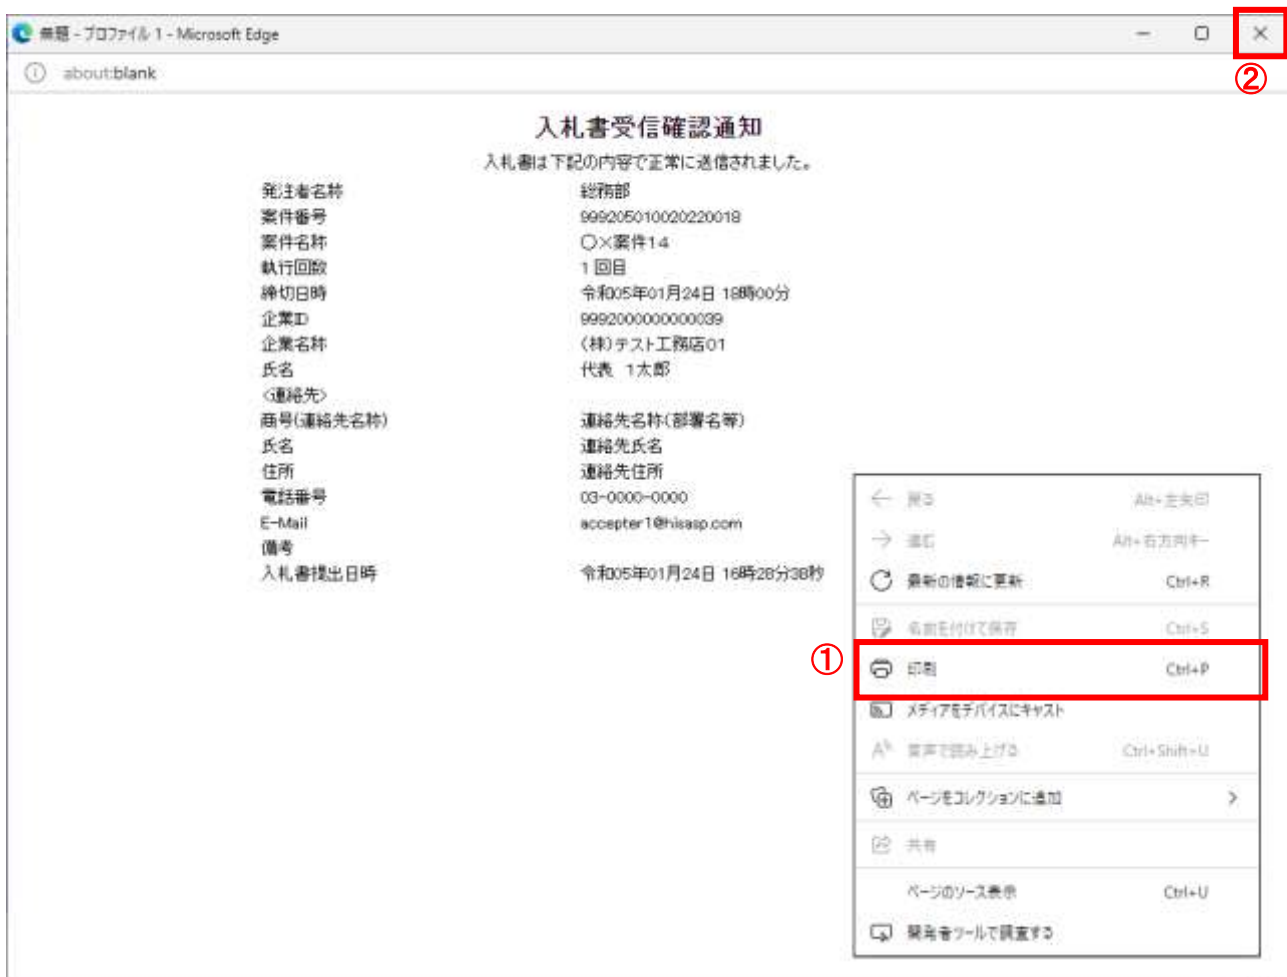 無題 - プロファイル 1 - Microsoft Edge
②
about:blank
入札書受信確認通知
入札書は下記の内容で正常に送信されました。
発注者名称 総務部
案件番号 999205010020220018
案件名称 〇×案件14
執行回数 1回目
締切日時 令和05年01月24日 18時00分
企業ID 9992000000000039
企業名称 (株)テスト工務店01
氏名 代表 1太郎
<連絡先>
商号(連絡先名称) 連絡先名称(部署名等)
氏名 連絡先氏名
住所 連絡先住所
電話番号 03-0000-0000
E-Mail accepter1@hisasp.com
備考
入札書提出日時 令和05年01月24日 16時28分38秒
戻る Alt+左矢印
進む Alt+右方向キー
最新の情報に更新 Ctrl+R
名前を付けて保存 Ctrl+S
① 印刷 Ctrl+P
メディアをデバイスにキャスト
音声で読み上げる Ctrl+Shift+U
ページをコレクションに追加
共有
ページのソース表示 Ctrl+U
開発者ツールで調査する